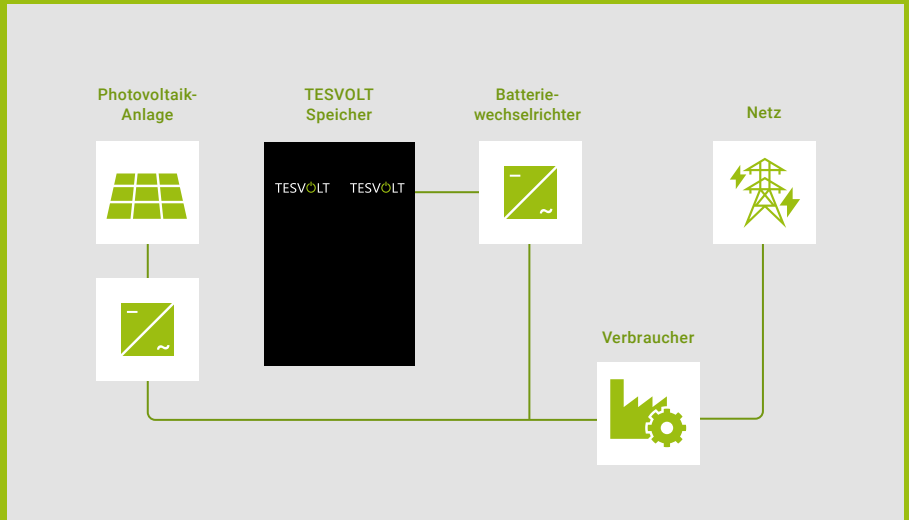 Photovoltaik-
Anlage
TESVOLT
Speicher
Batterie-
wechselrichter
Netz
TESVOLT TESVOLT
Verbraucher